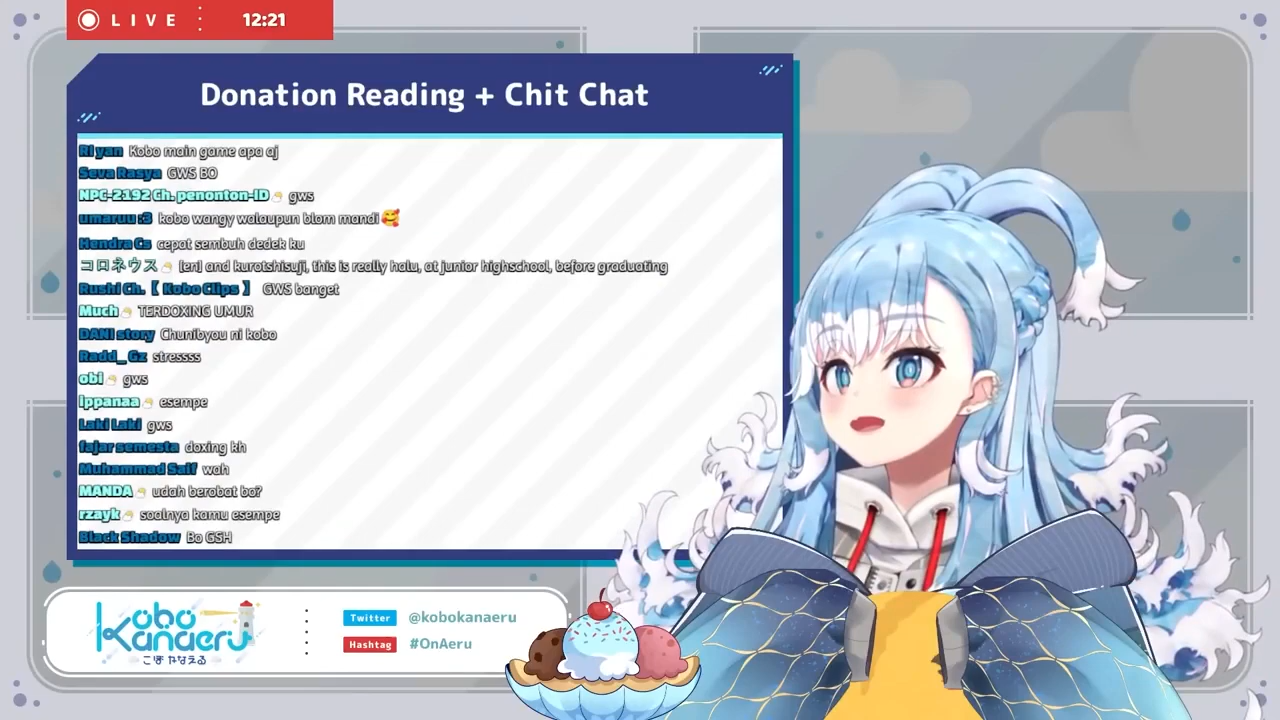 LIVE
12:21
Donation Reading + Chit Chat
Ri yan Kobo main game apa aj
Seva Rasya GWS BO
NPC-2192 Ch. penonton-ID gws
umaruu :3 kobo wangy walaupun blom mandi 🥰
Hendra Cs cepat sembuh dedek ku
コロネウス [en] and kurotshisuji, this is really halu, at junior highschool, before graduating
Rushi Ch.【 Kobo Clips 】 GWS banget
Much TERDOXING UMUR
DANI story Chunibyou ni kobo
Radd_Gz stressss
obi gws
Ippanaa esempe
Laki Laki gws
fajar semesta doxing kh
Muhammad Saif wah
MANDA udah berobat bo?
rzayk soalnya kamu esempe
Black Shadow Bo GSH
Kobo Kanaeru
こぼ かなえる
Twitter @kobokanaeru
Hashtag #OnAeru